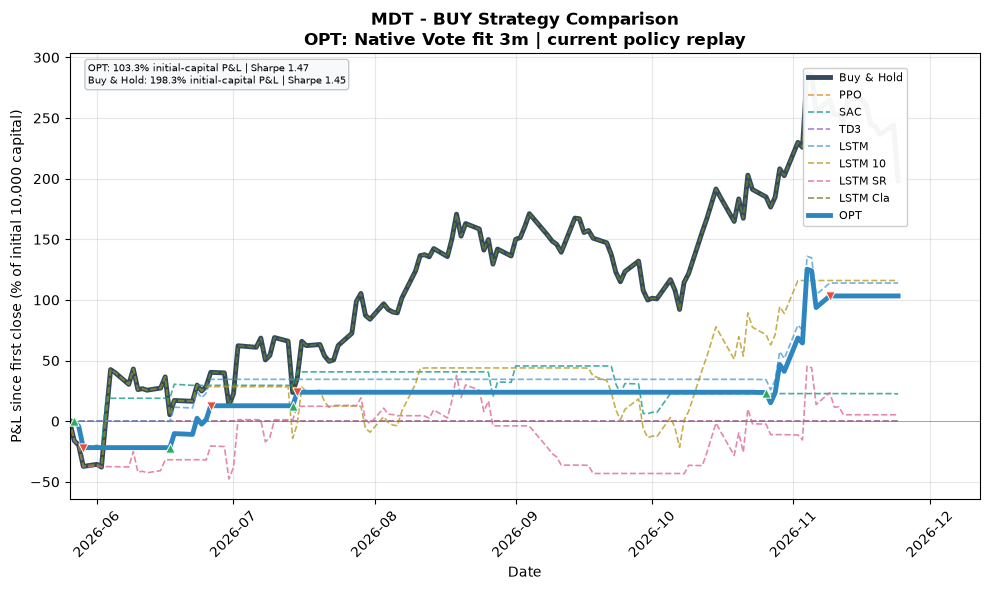 MDT - BUY Strategy Comparison
OPT: Native Vote fit 3m | current policy replay
OPT: 103.3% initial-capital P&L | Sharpe 1.47
Buy & Hold: 198.3% initial-capital P&L | Sharpe 1.45
Buy & Hold
PPO
SAC
TD3
LSTM
LSTM 10
LSTM SR
LSTM Cla
OPT
P&L since first close (% of initial 10,000 capital)
300
250
200
150
100
50
0
−50
2026-06
2026-07
2026-08
2026-09
2026-10
2026-11
2026-12
Date